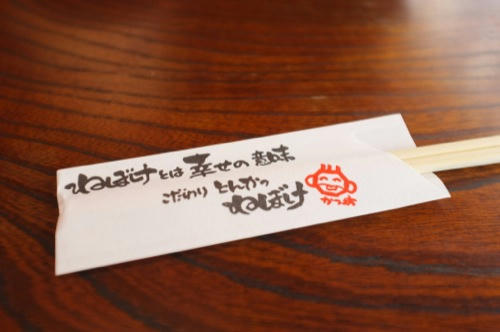 ねぼけとは幸せの意味
こだわりとんかつ
ねぼけ
かつ吉